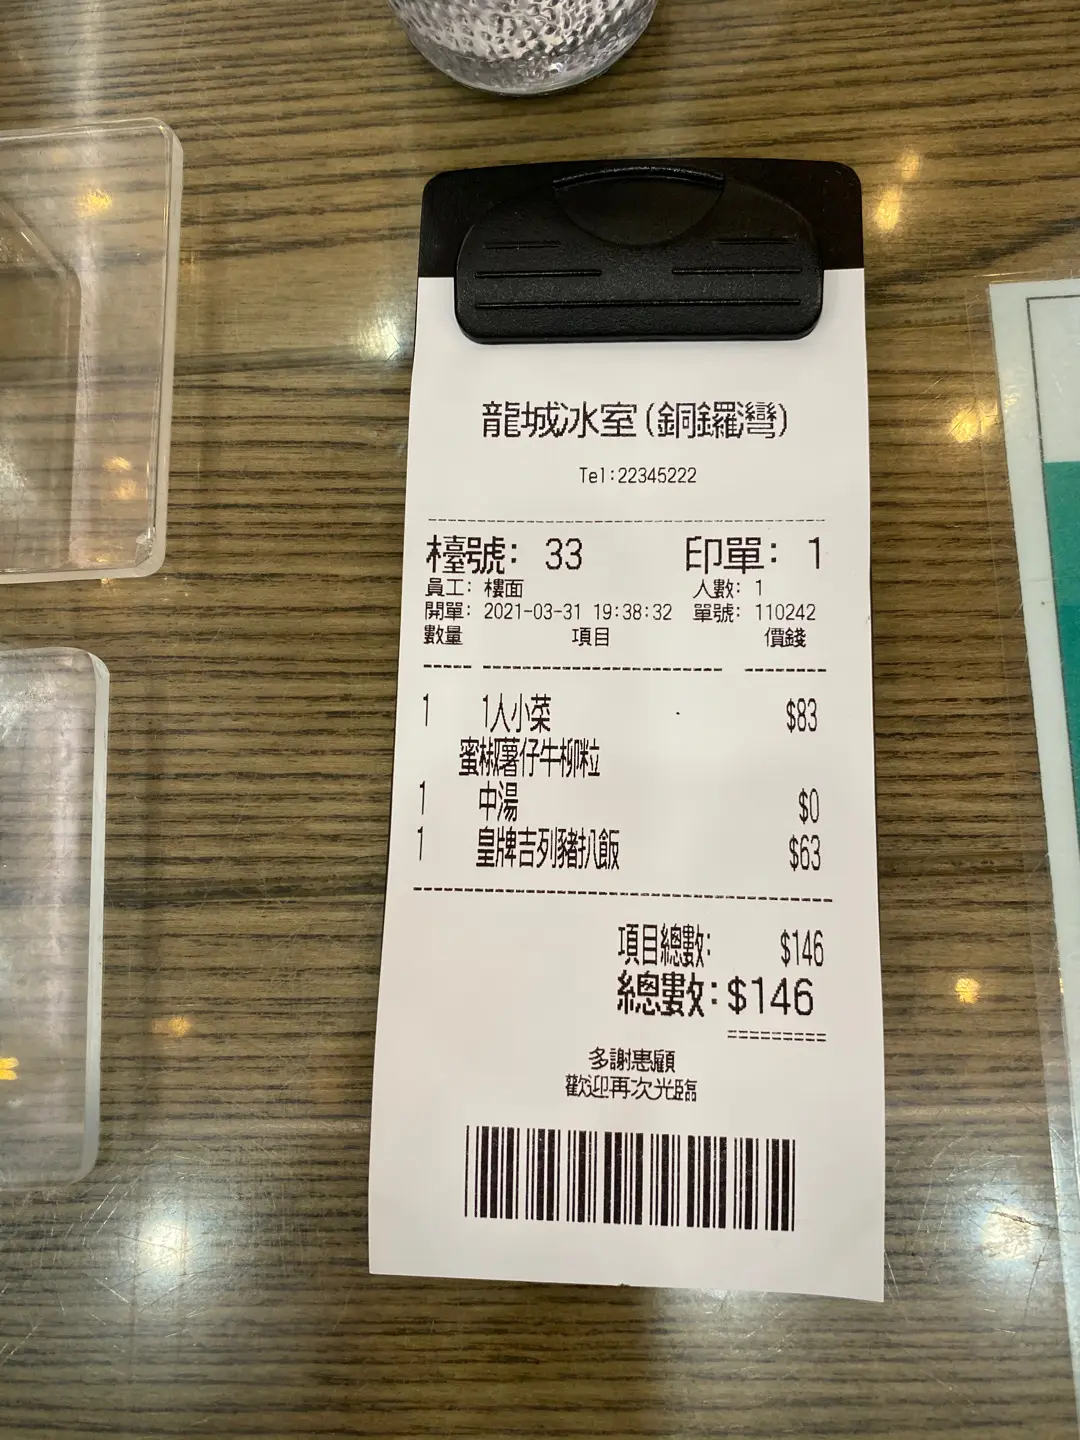 龍城冰室(銅鑼灣)
Tel:22345222
檯號: 33 印單: 1
員工: 樓面 人數: 1
開單: 2021-03-31 19:38:32 單號: 110242
數量 項目 價錢
1 1人小菜 $83
蜜椒薯仔牛柳粒
1 中湯 $0
1 皇牌吉列豬扒飯 $63
項目總數: $146
總數: $146
=========
多謝惠顧
歡迎再次光臨